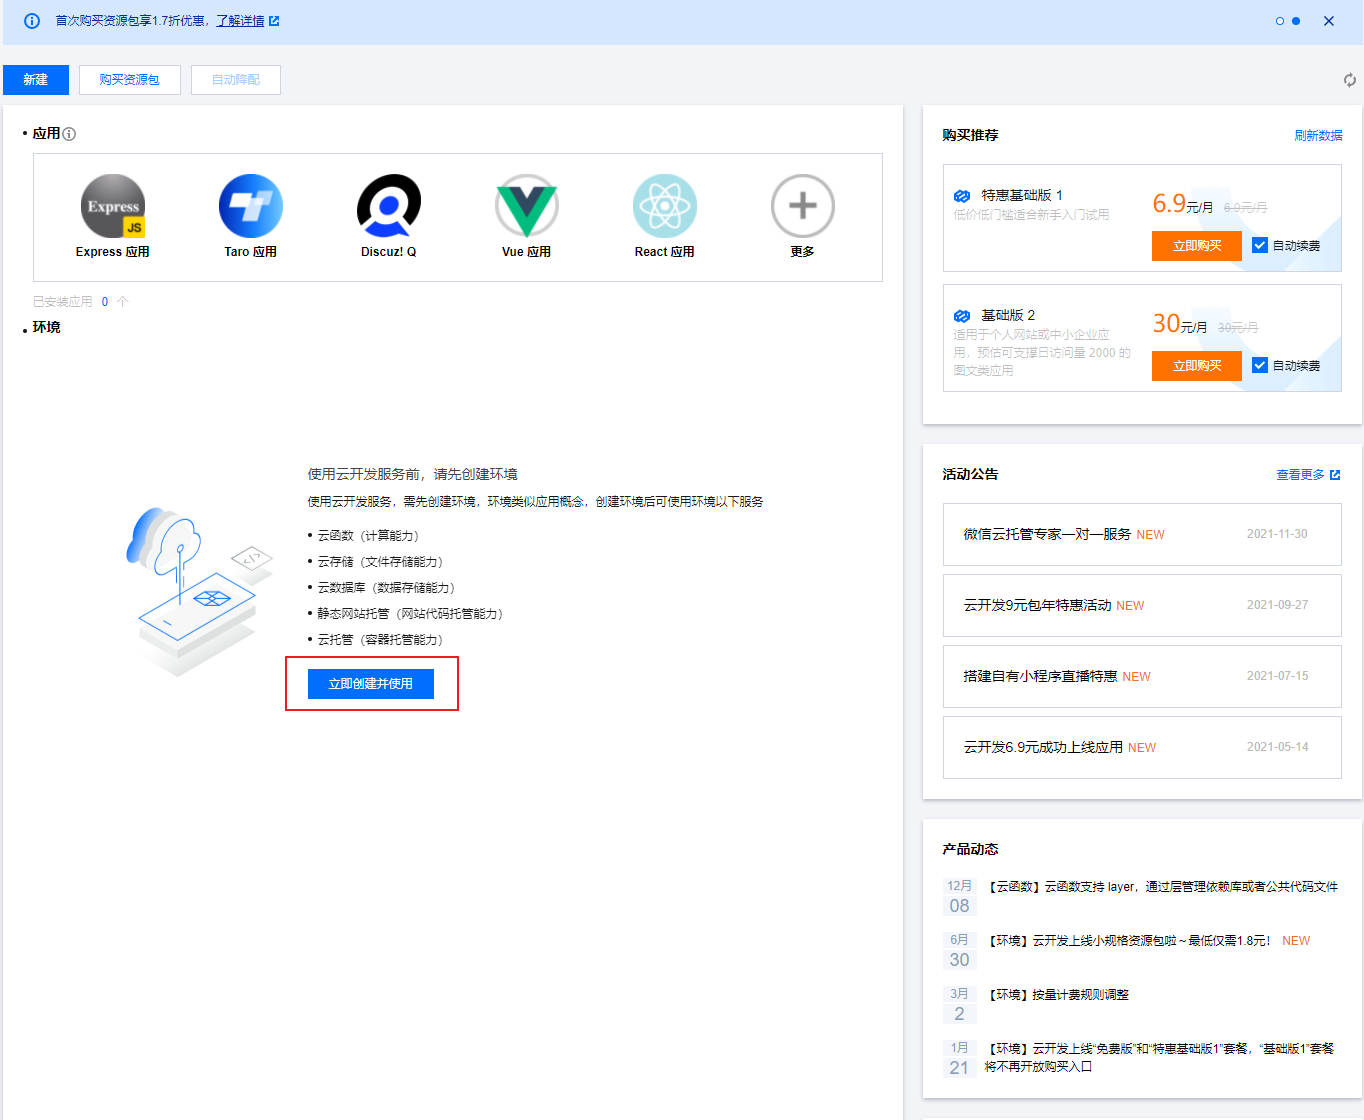 首次购买资源包享1.7折优惠，了解详情
新建 购买资源包 自动降配
应用
Express
JS
Express 应用 Taro 应用 Discuz! Q Vue 应用 React 应用 更多
已安装应用 0 个
环境
使用云开发服务前，请先创建环境
使用云开发服务，需先创建环境，环境类似应用概念，创建环境后可使用环境以下服务
• 云函数（计算能力）
• 云存储（文件存储能力）
• 云数据库（数据存储能力）
• 静态网站托管（网站代码托管能力）
• 云托管（容器托管能力）
立即创建并使用
购买推荐 刷新数据
特惠基础版 1
低价低门槛适合新手入门试用
6.9元/月 6.9元/月
立即购买 自动续费
基础版 2
适用于个人网站或中小企业应
用，预估可支撑日访问量 2000 的
图文类应用
30元/月 30元/月
立即购买 自动续费
活动公告 查看更多
微信云托管专家一对一服务 NEW 2021-11-30
云开发9元包年特惠活动 NEW 2021-09-27
搭建自有小程序直播特惠 NEW 2021-07-15
云开发6.9元成功上线应用 NEW 2021-05-14
产品动态
12月
08
【云函数】云函数支持 layer，通过层管理依赖库或者公共代码文件
6月
30
【环境】云开发上线小规格资源包啦～最低仅需1.8元！ NEW
3月
2
【环境】按量计费规则调整
1月
21
【环境】云开发上线“免费版”和“特惠基础版1”套餐，“基础版1”套餐
将不再开放购买入口